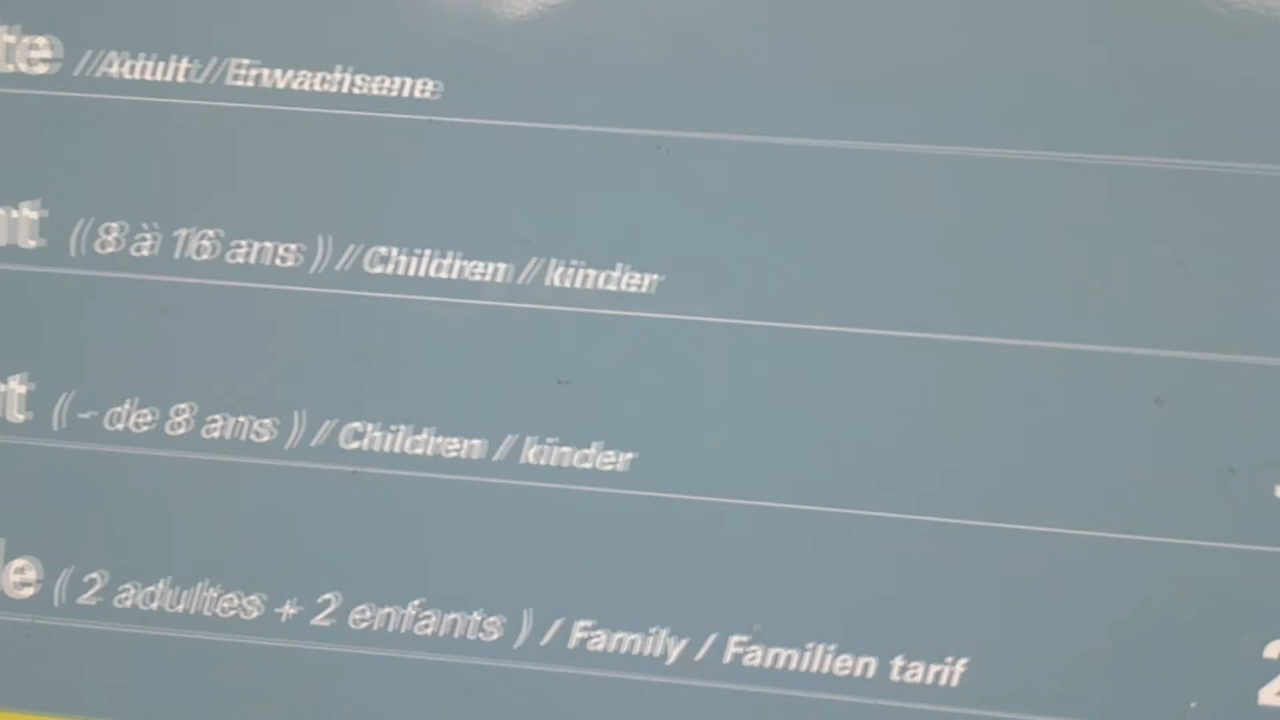 te / Adult / Erwachsene
nt (8 à 16 ans) / Children / kinder
nt (- de 8 ans) / Children / kinder
le (2 adultes + 2 enfants) / Family / Familien tarif
2